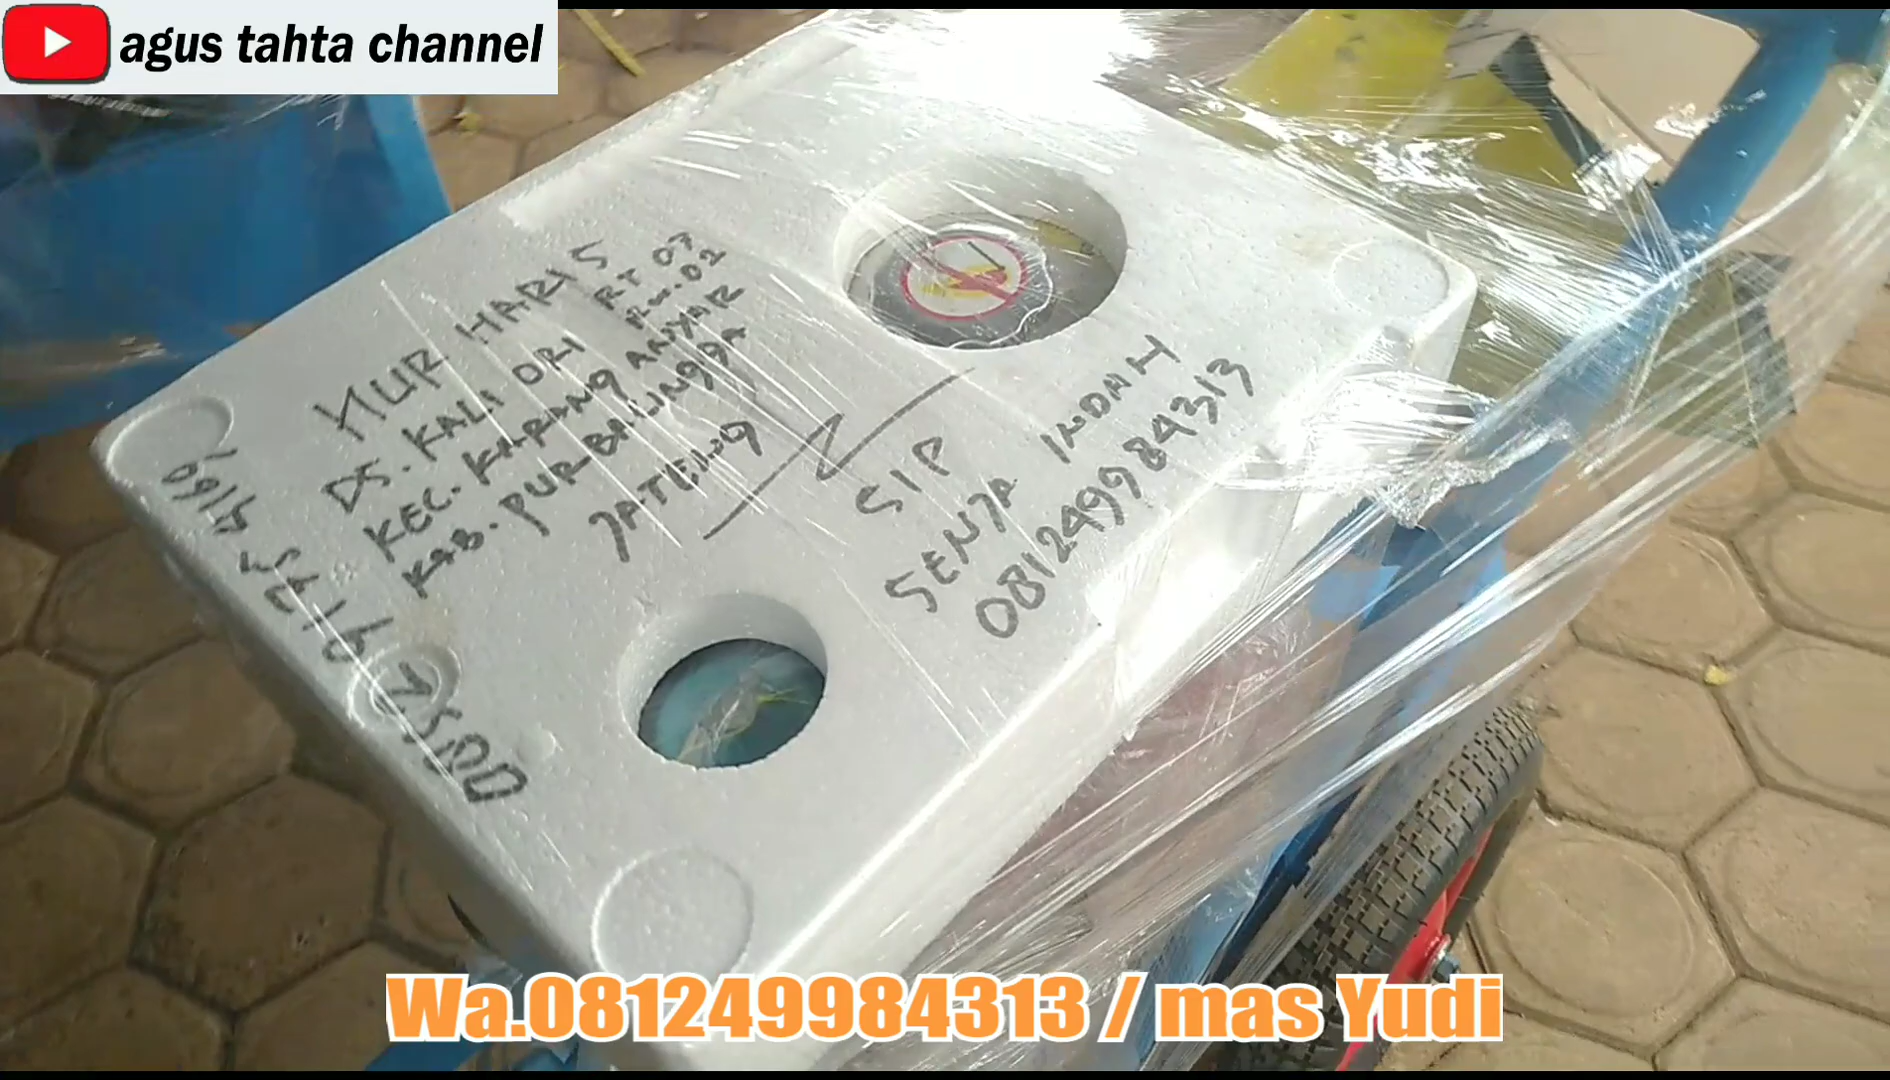 agus tahta channel
NUR HARIS
DS. KALI ORI RT 07
RW. 02
KEC. KARANG ANYAR
KAB. PURBALINGGA
JATENG
SIP
SENJA INDAH
081249984313
Wa.081249984313 / mas Yudi